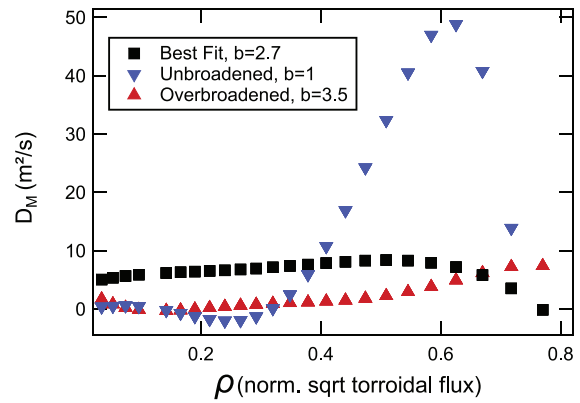 50
40
30
20
10
0
D_M (m²/s)
Best Fit, b=2.7
Unbroadened, b=1
Overbroadened, b=3.5
0.2 0.4 0.6 0.8
ρ (norm. sqrt torroidal flux)